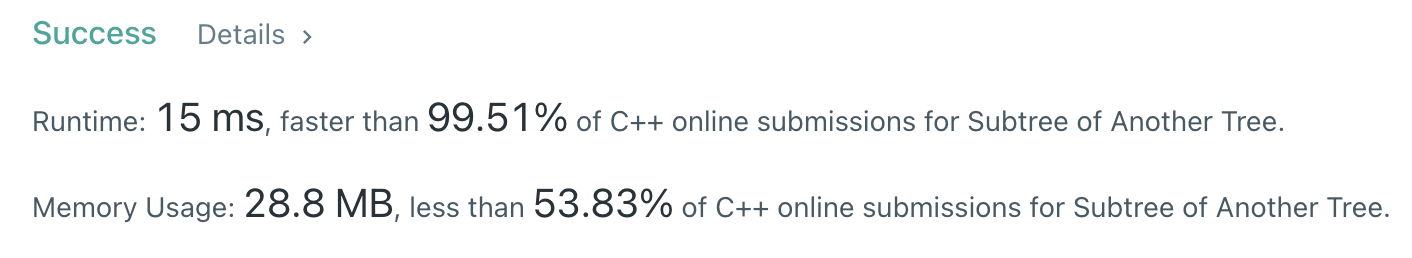 Success Details >
Runtime: 15 ms, faster than 99.51% of C++ online submissions for Subtree of Another Tree.
Memory Usage: 28.8 MB, less than 53.83% of C++ online submissions for Subtree of Another Tree.